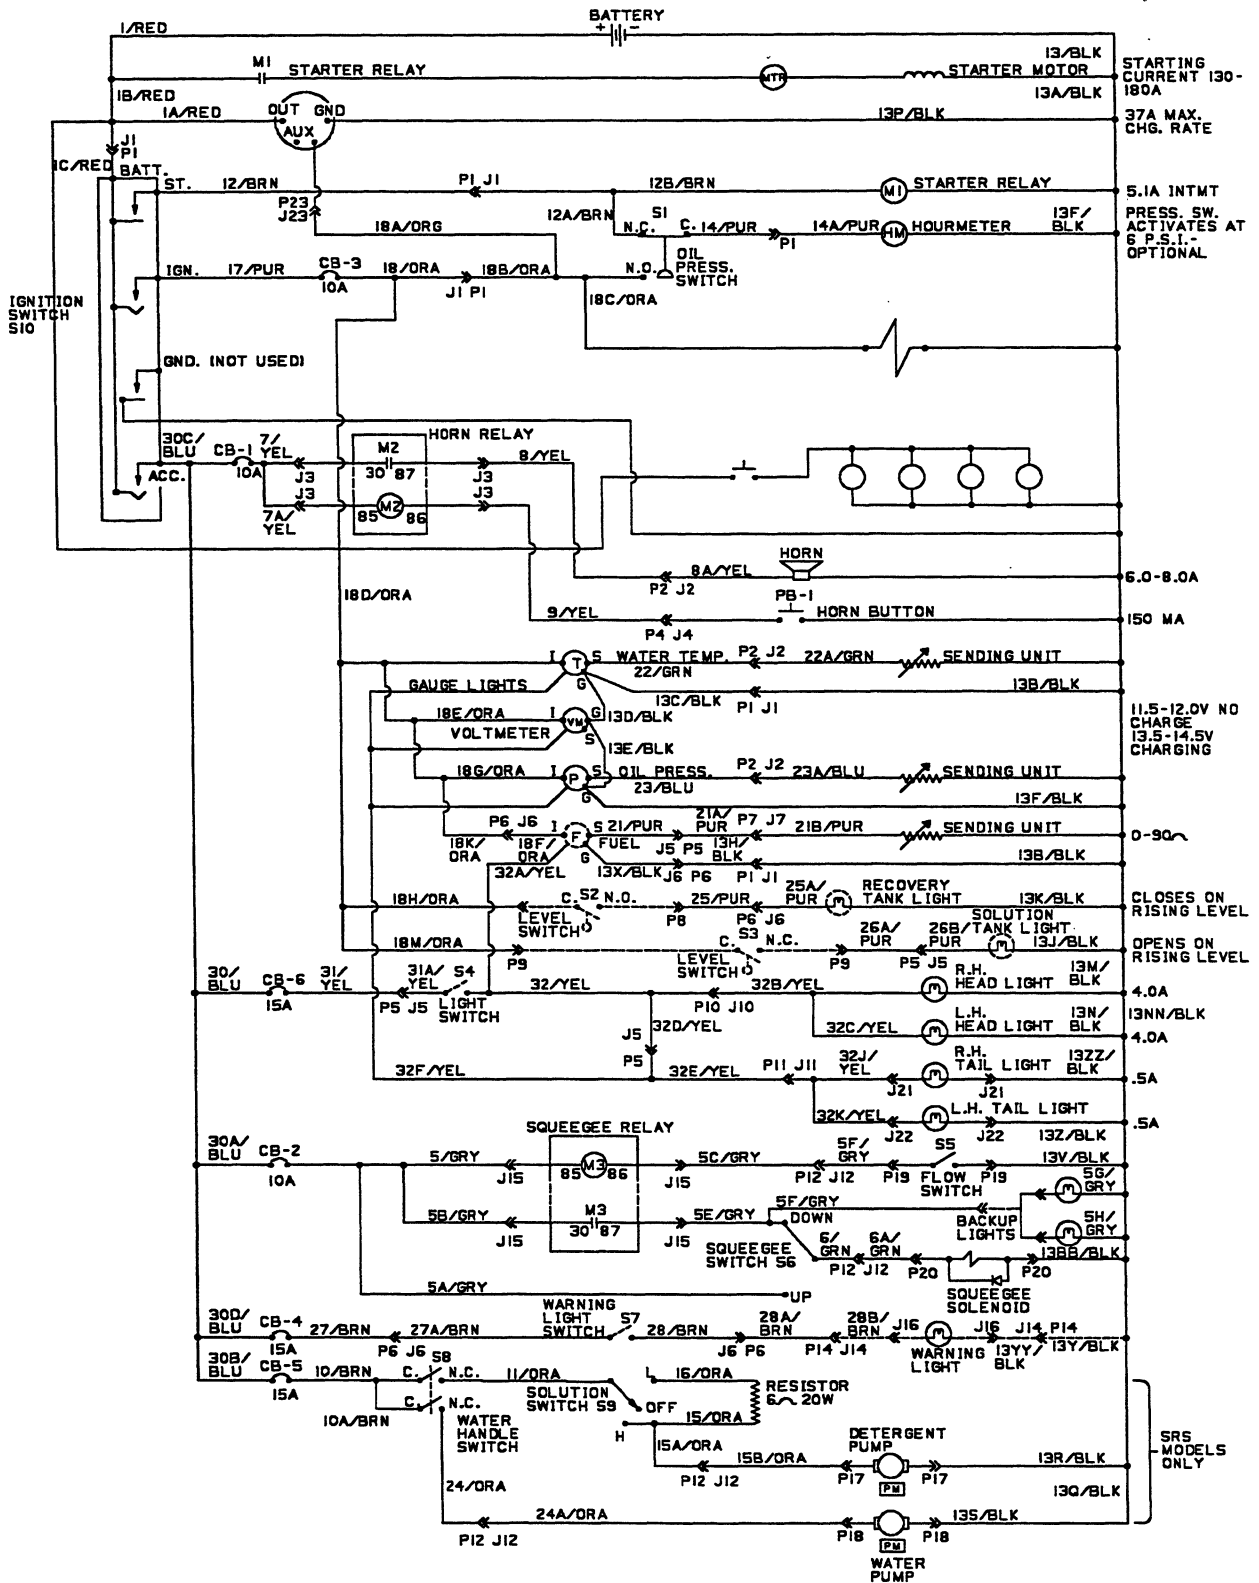 BATTERY
+ -
1/RED
13/BLK
M1
STARTER RELAY
MTR
STARTER MOTOR
STARTING
CURRENT 130-
180A
1B/RED
13A/BLK
1A/RED
OUT GND
AUX
13P/BLK
37A MAX.
CHG. RATE
J1
P1
1C/RED
BATT.
ST.
12/BRN
P1 J1
12B/BRN
M1
STARTER RELAY
5.1A INTMT
P23
J23
12A/BRN
S1
N.C.
C.
14/PUR
P1
14A/PUR
HM
HOURMETER
13F/
BLK
PRESS. SW.
ACTIVATES AT
6 P.S.I.-
OPTIONAL
18A/ORG
IGN.
17/PUR
CB-3
10A
18/ORA
J1 P1
18B/ORA
N.O.
OIL
PRESS.
SWITCH
18C/ORA
IGNITION
SWITCH
S10
GND. (NOT USED)
30C/
BLU
CB-1
10A
7/
YEL
J3
HORN RELAY
M2
30 87
J3
8/YEL
ACC.
J3
7A/
YEL
85
M2
86
J3
HORN
8A/YEL
P2 J2
6.0-8.0A
18D/ORA
PB-1
9/YEL
HORN BUTTON
P4 J4
150 MA
I
T
S
G
WATER TEMP.
22/GRN
P2 J2
22A/GRN
SENDING UNIT
GAUGE LIGHTS
13C/BLK
P1 J1
13B/BLK
18E/ORA
I
VM
G
S
13D/BLK
VOLTMETER
13E/BLK
11.5-12.0V NO
CHARGE
13.5-14.5V
CHARGING
18G/ORA
I
P
S
G
OIL PRESS.
23/BLU
P2 J2
23A/BLU
SENDING UNIT
13F/BLK
P6 J6
18K/
ORA
18F/
ORA
I
F
S
G
21/PUR
FUEL
J5 P5
21A/
PUR
P7 J7
21B/PUR
SENDING UNIT
0-90
32A/YEL
13X/BLK
J6 P6
13H/
BLK
P1 J1
13B/BLK
18H/ORA
C. S2 N.O.
LEVEL
SWITCH
P8
25/PUR
P6 J6
25A/
PUR
RECOVERY
TANK LIGHT
13K/BLK
CLOSES ON
RISING LEVEL
18M/ORA
P9
S3
C. N.C.
LEVEL
SWITCH
P9
26A/
PUR
P5 J5
26B/
PUR
SOLUTION
TANK LIGHT
13J/BLK
OPENS ON
RISING LEVEL
30/
BLU
CB-6
15A
31/
YEL
P5 J5
31A/
YEL
S4
LIGHT
SWITCH
32/YEL
P10 J10
32B/YEL
R.H.
HEAD LIGHT
13M/
BLK
4.0A
13NN/BLK
J5
P5
32D/YEL
32C/YEL
L.H.
HEAD LIGHT
13N/
BLK
4.0A
32F/YEL
32E/YEL
P11 J11
32J/
YEL
J21
R.H.
TAIL LIGHT
J21
13ZZ/
BLK
.5A
32K/YEL
J22
L.H. TAIL LIGHT
J22
13Z/BLK
.5A
30A/
BLU
CB-2
10A
SQUEEGEE RELAY
5/GRY
J15
85
M3
86
J15
5C/GRY
P12 J12
5F/
GRY
P19
S5
FLOW
SWITCH
P19
13V/BLK
5G/
GRY
5B/GRY
J15
M3
30 87
J15
5E/GRY
5F/GRY
DOWN
BACKUP
LIGHTS
5H/
GRY
SQUEEGEE
SWITCH S6
6/
GRN
P12 J12
6A/
GRN
P20
SQUEEGEE
SOLENOID
P20
13BB/BLK
5A/GRY
UP
30D/
BLU
CB-4
15A
27/BRN
P6 J6
27A/BRN
WARNING
LIGHT
SWITCH
S7
28/BRN
J6 P6
28A/
BRN
P14 J14
28B/
BRN
J16
WARNING
LIGHT
J16
13YY/
BLK
J14 P14
13Y/BLK
30B/
BLU
CB-5
15A
10/BRN
C.
S8
N.C.
11/ORA
SOLUTION
SWITCH S9
L
OFF
H
16/ORA
RESISTOR
6 20W
15/ORA
10A/BRN
C.
N.C.
WATER
HANDLE
SWITCH
15A/ORA
P12 J12
15B/ORA
DETERGENT
PUMP
P17
PM
P17
13R/BLK
SRS
MODELS
ONLY
24/ORA
13Q/BLK
P12 J12
24A/ORA
P18
PM
P18
13S/BLK
WATER
PUMP